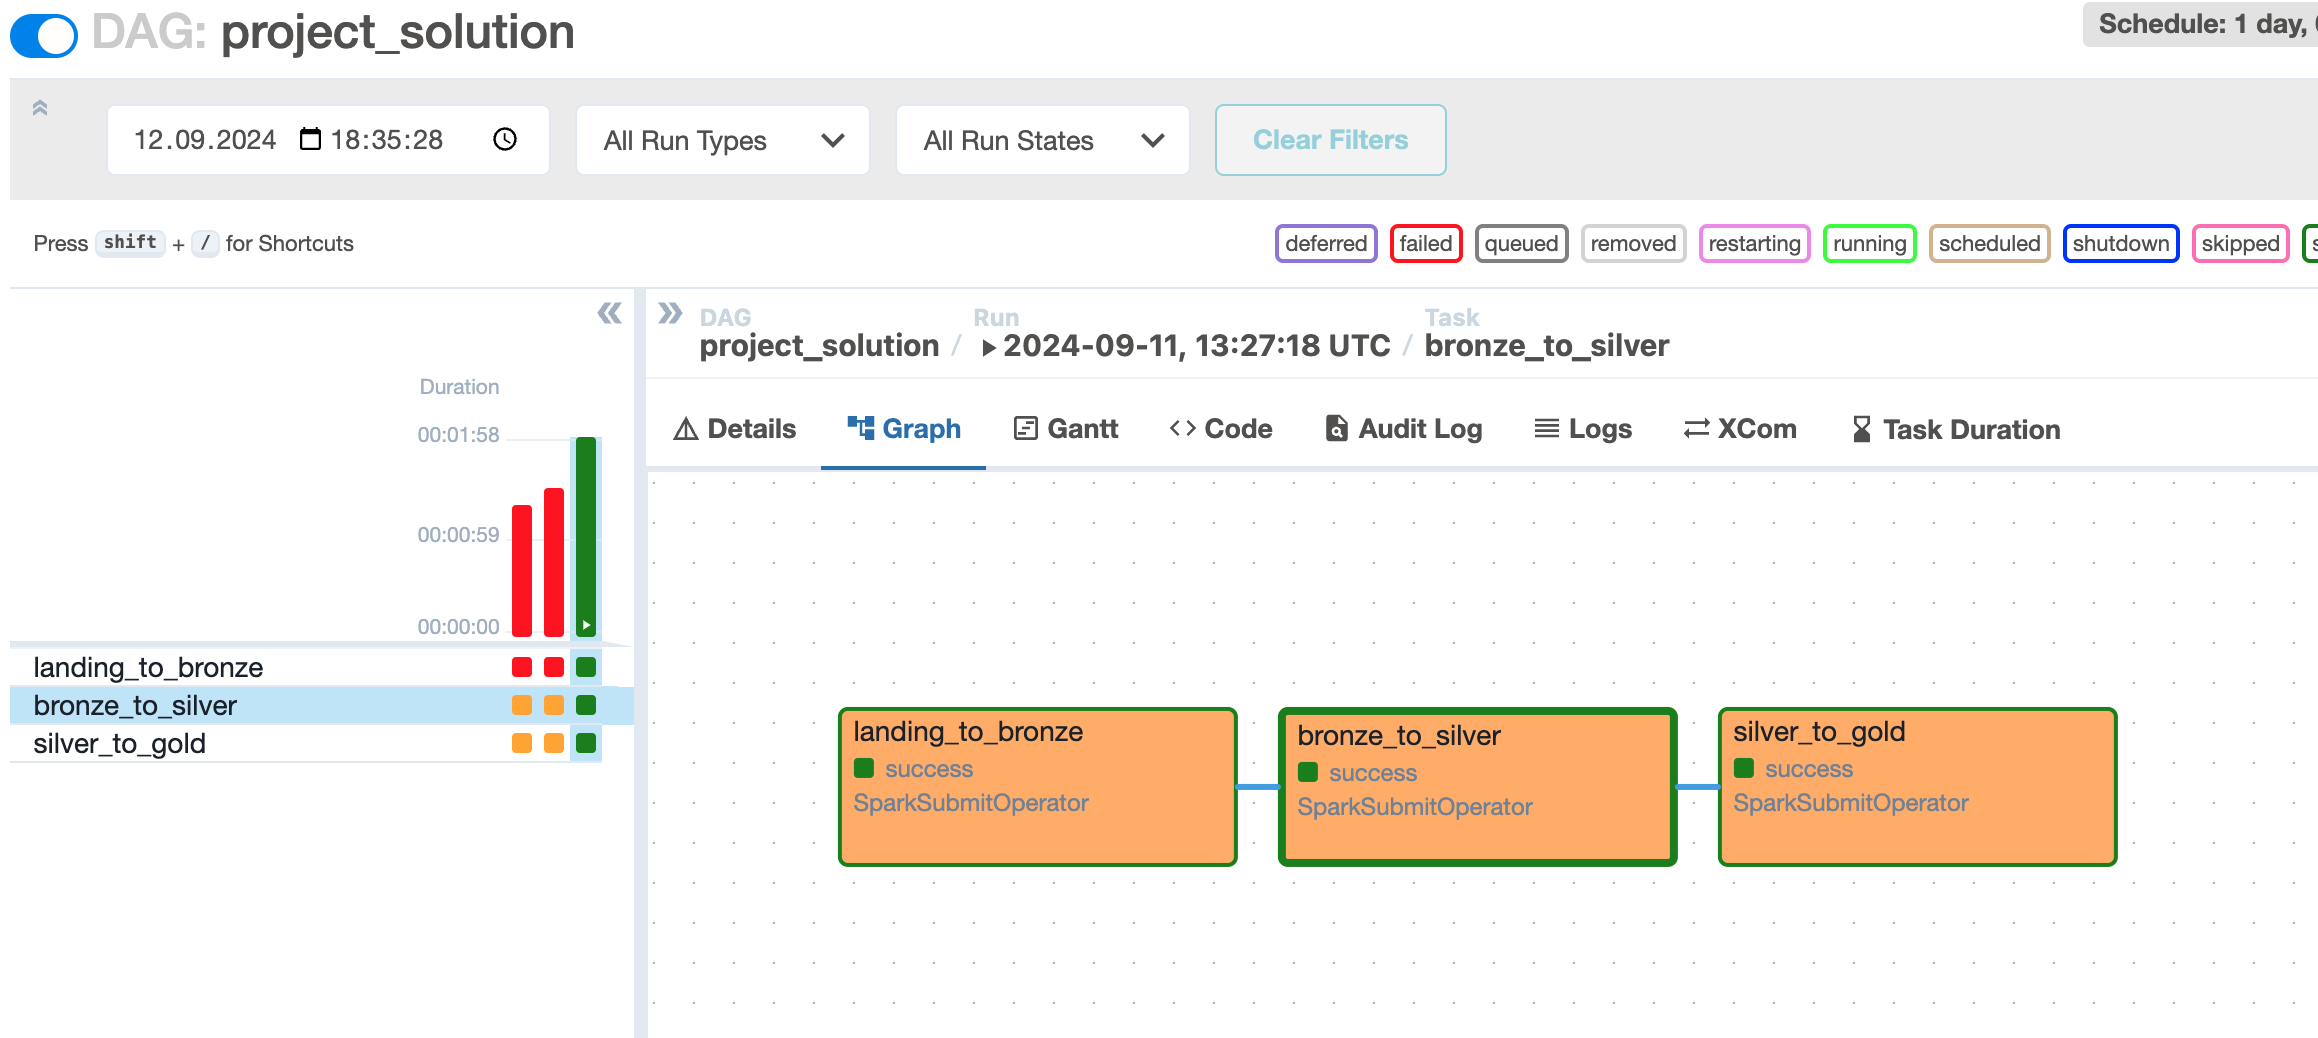 DAG: project_solution
Schedule: 1 day,
12.09.2024 18:35:28
All Run Types
All Run States
Clear Filters
Press shift + / for Shortcuts
deferred
failed
queued
removed
restarting
running
scheduled
shutdown
skipped
DAG
project_solution
/
Run
2024-09-11, 13:27:18 UTC
/
Task
bronze_to_silver
Details
Graph
Gantt
Code
Audit Log
Logs
XCom
Task Duration
Duration
00:01:58
00:00:59
00:00:00
landing_to_bronze
bronze_to_silver
silver_to_gold
landing_to_bronze
success
SparkSubmitOperator
bronze_to_silver
success
SparkSubmitOperator
silver_to_gold
success
SparkSubmitOperator